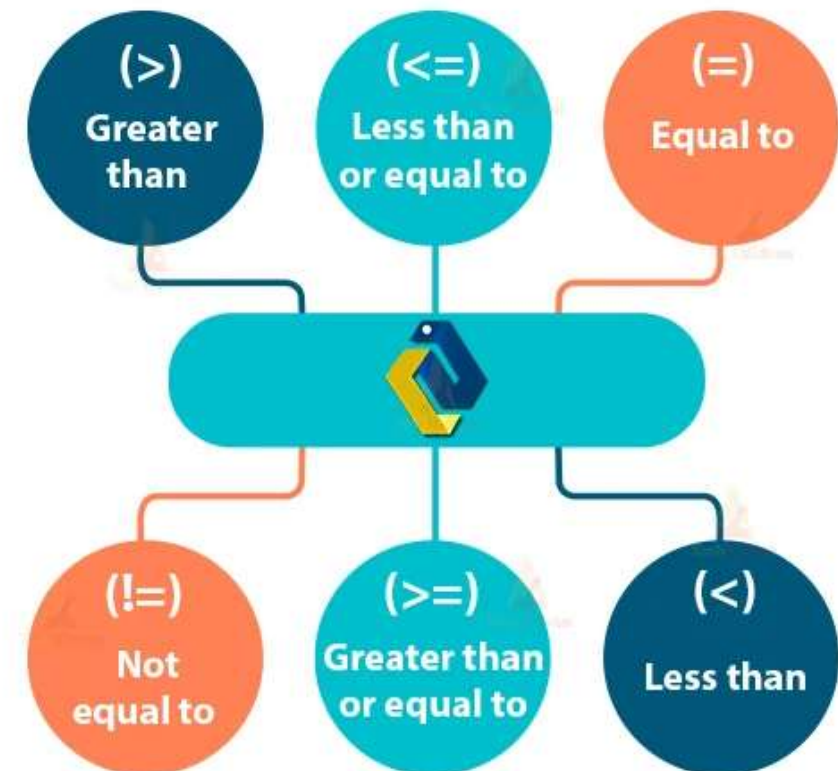 (>)
Greater
than
(<=)
Less than
or equal to
(=)
Equal to
(!=)
Not
equal to
(>=)
Greater than
or equal to
(<)
Less than